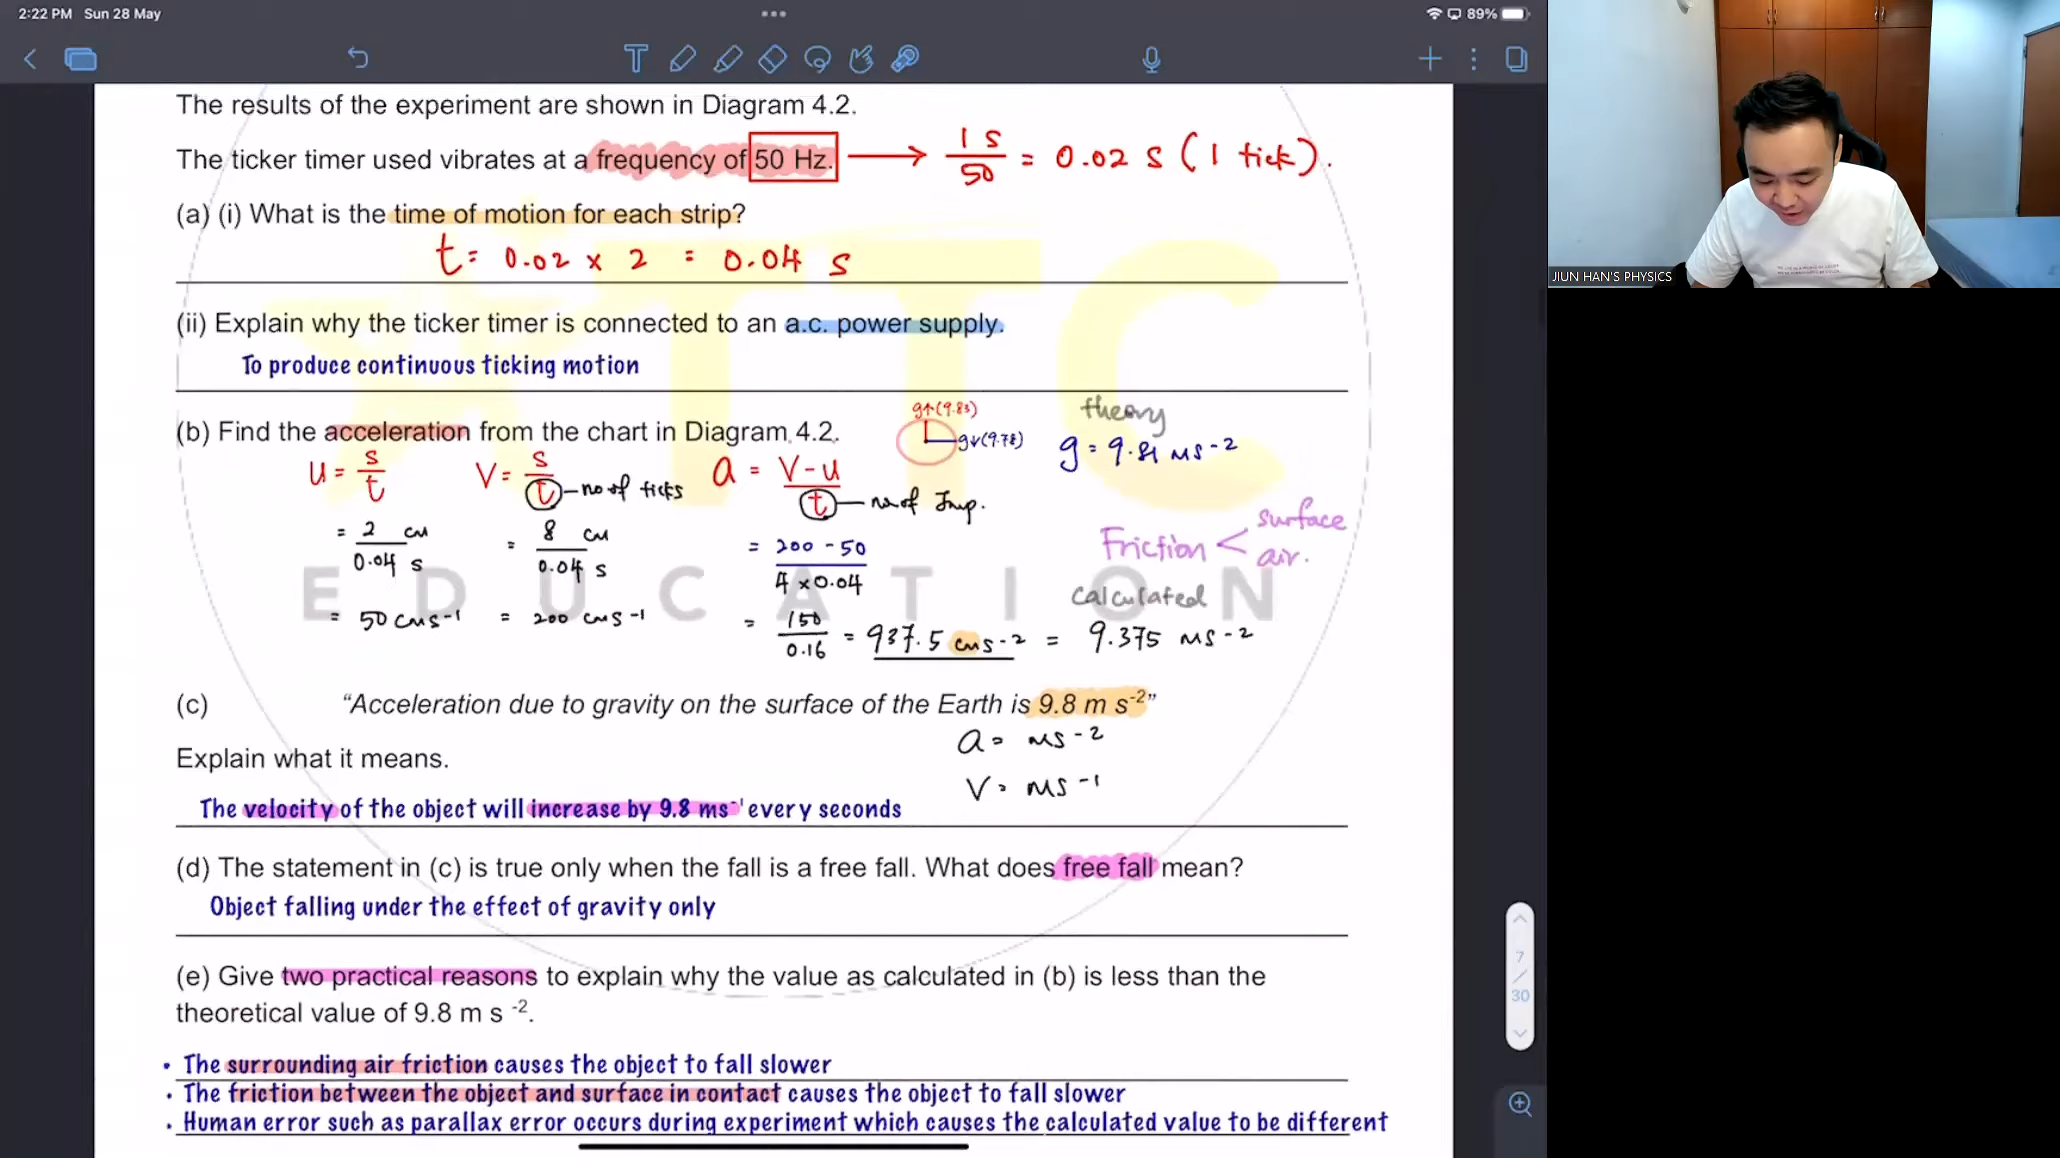 2:22 PM Sun 28 May
89%
JIUN HAN'S PHYSICS
The results of the experiment are shown in Diagram 4.2.
The ticker timer used vibrates at a frequency of 50 Hz. → 1 s / 50 = 0.02 s (1 tick).
(a) (i) What is the time of motion for each strip?
t = 0.02 × 2 = 0.04 s
(ii) Explain why the ticker timer is connected to an a.c. power supply.
To produce continuous ticking motion
(b) Find the acceleration from the chart in Diagram 4.2.
g↑(9.83)
g↓(9.78)
theory
g = 9.81 ms-2
u = s/t
v = s/t – no of ticks
a = v-u / t – no of Jmp.
= 2 cm / 0.04 s
= 8 cm / 0.04 s
= 200 - 50 / 4 × 0.04
Friction < surface
air.
= 50 cms-1
= 200 cms-1
= 150 / 0.16 = 937.5 cms-2 = 9.375 ms-2
calculated
TTC
EDUCATION
(c) “Acceleration due to gravity on the surface of the Earth is 9.8 m s-2”
a = ms-2
Explain what it means.
v = ms-1
The velocity of the object will increase by 9.8 ms-1 every seconds
(d) The statement in (c) is true only when the fall is a free fall. What does free fall mean?
Object falling under the effect of gravity only
(e) Give two practical reasons to explain why the value as calculated in (b) is less than the
theoretical value of 9.8 m s -2.
• The surrounding air friction causes the object to fall slower
• The friction between the object and surface in contact causes the object to fall slower
• Human error such as parallax error occurs during experiment which causes the calculated value to be different
7
/
30